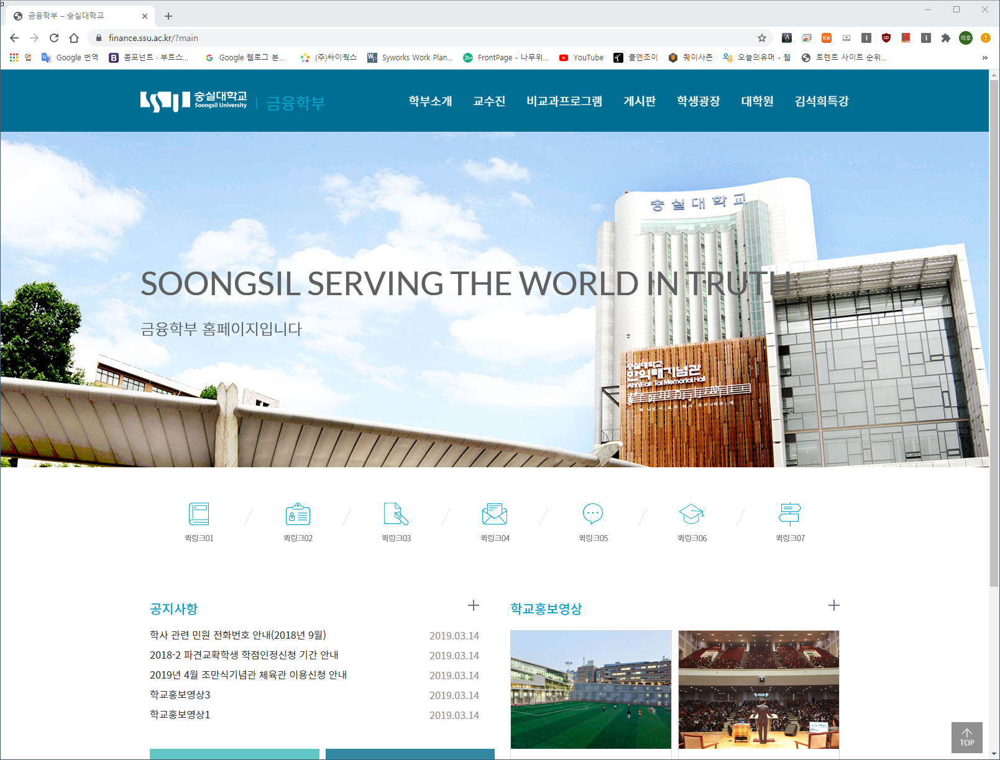 금융학부 – 숭실대학교
finance.ssu.ac.kr/?main
앱 Google 번역 콤포넌트 · 부트스... Google 웹로그 분... (주)싸이웍스 Syworks Work Plan... FrontPage - 나무위... YouTube 쿨엔조이 퀘이사존 오늘의유머 - 웹 토렌트 사이트 순위... »
숭실대학교
Soongsil University
금융학부
학부소개 교수진 비교과프로그램 게시판 학생광장 대학원 김석희특강
숭실대학교
SOONGSIL SERVING THE WORLD IN TRUTH
금융학부 홈페이지입니다
숭실대학교
안익태기념관
Ahn Eak Tai Memorial Hall
퀵링크01 퀵링크02 퀵링크03 퀵링크04 퀵링크05 퀵링크06 퀵링크07
공지사항
학사 관련 민원 전화번호 안내(2018년 9월) 2019.03.14
2018-2 파견교확학생 학점인정신청 기간 안내 2019.03.14
2019년 4월 조만식기념관 체육관 이용신청 안내 2019.03.14
학교홍보영상3 2019.03.14
학교홍보영상1 2019.03.14
학교홍보영상
TOP